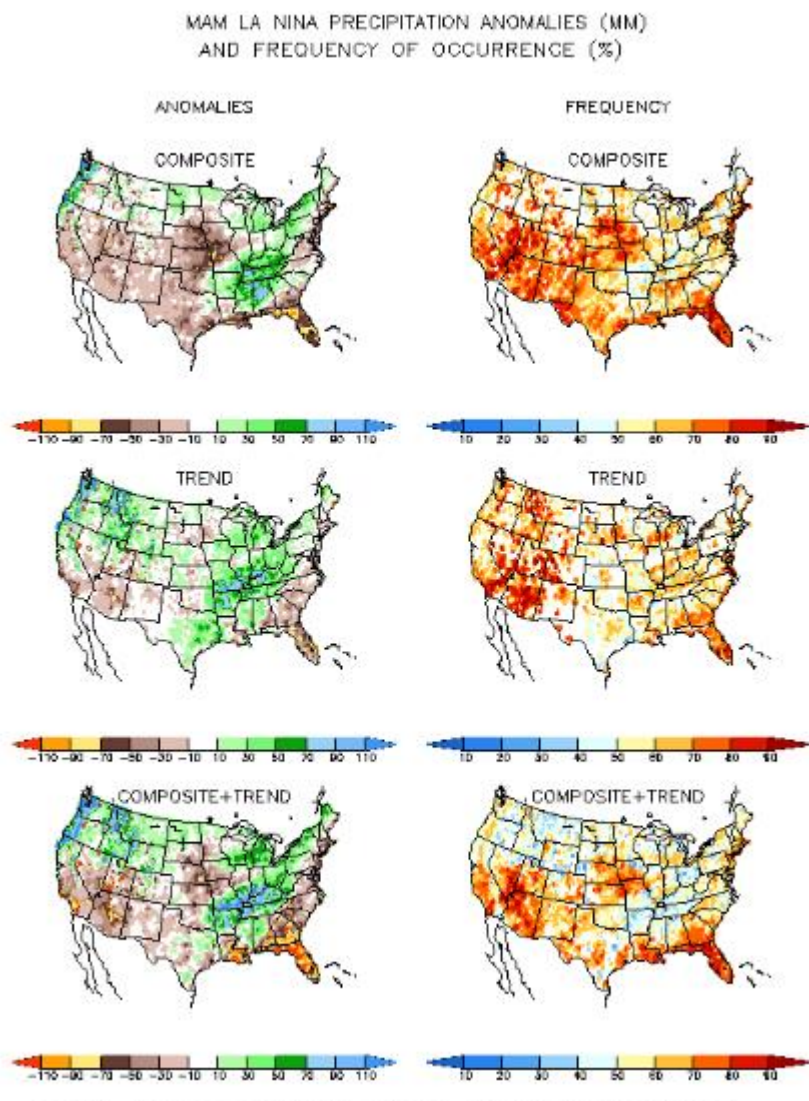 MAM LA NINA PRECIPITATION ANOMALIES (MM)
AND FREQUENCY OF OCCURRENCE (%)
ANOMALIES
FREQUENCY
COMPOSITE
COMPOSITE
-110 -90 -70 -50 -30 -10 10 30 50 70 90 110
10 20 30 40 50 60 70 80 90
TREND
TREND
-110 -90 -70 -50 -30 -10 10 30 50 70 90 110
10 20 30 40 50 60 70 80 90
COMPOSITE+TREND
COMPOSITE+TREND
-110 -90 -70 -50 -30 -10 10 30 50 70 90 110
10 20 30 40 50 60 70 80 90